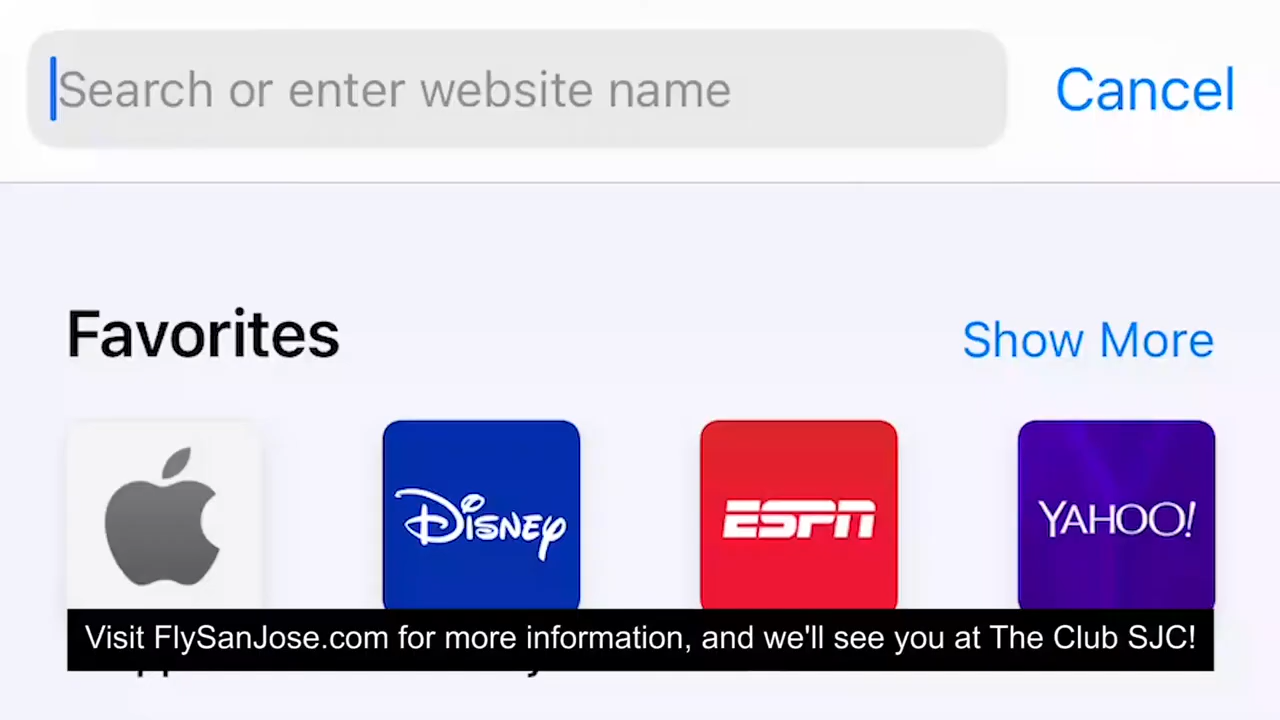 Search or enter website name
Cancel
Favorites
Show More
DISNEY
ESPN
YAHOO!
Visit FlySanJose.com for more information, and we'll see you at The Club SJC!